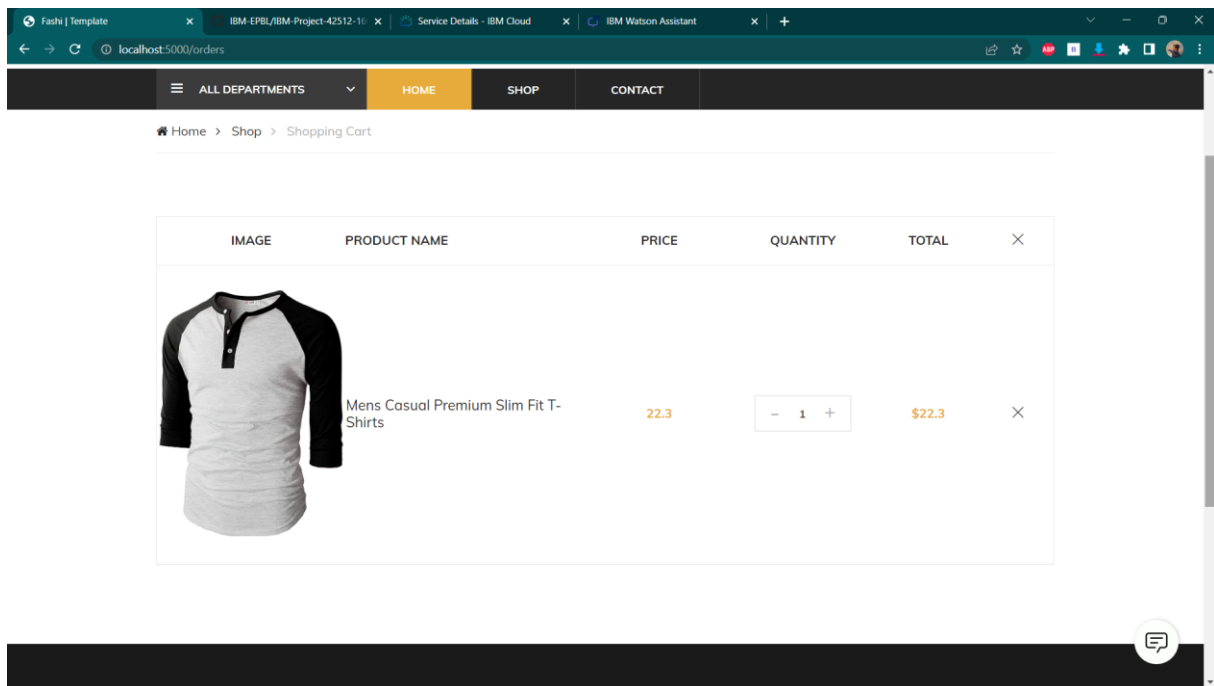 Fashi | Template
IBM-EPBL/IBM-Project-42512-16
Service Details - IBM Cloud
IBM Watson Assistant
localhost:5000/orders
ABP
ALL DEPARTMENTS
HOME
SHOP
CONTACT
Home > Shop > Shopping Cart
IMAGE PRODUCT NAME PRICE QUANTITY TOTAL
Mens Casual Premium Slim Fit T-
Shirts
22.3
- 1 +
$22.3